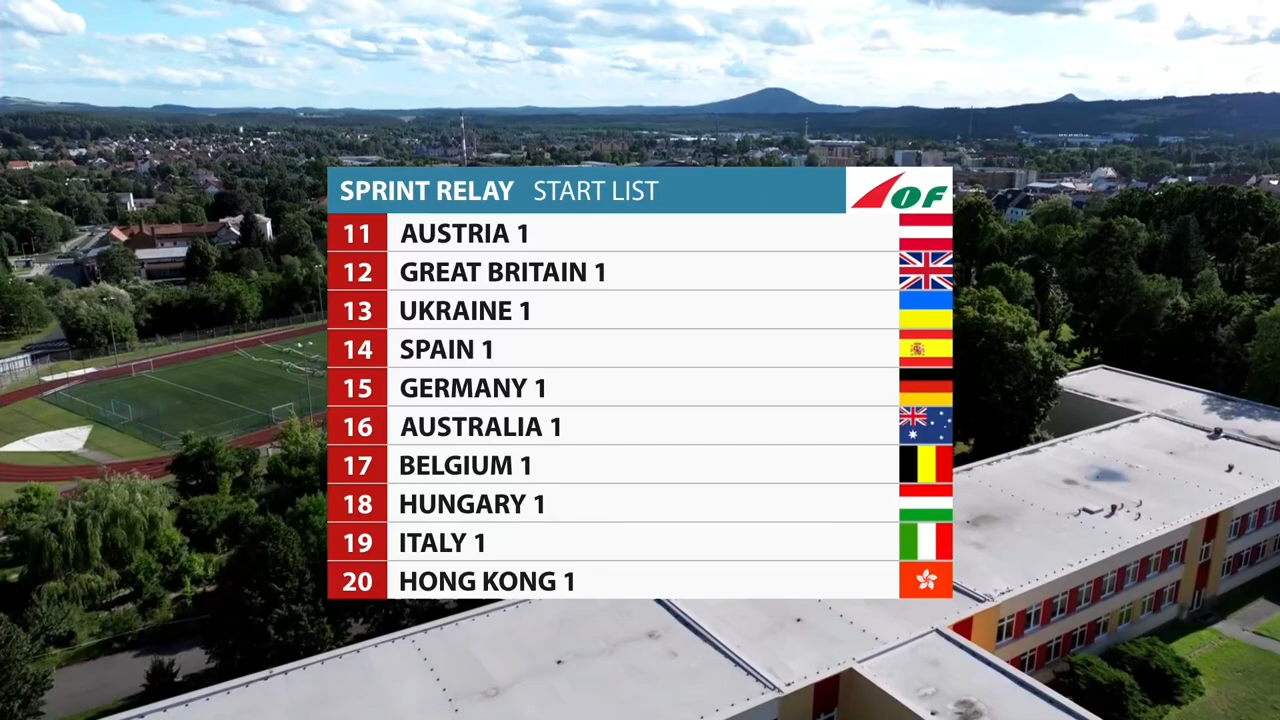 SPRINT RELAY START LIST
IOF
11 AUSTRIA 1
12 GREAT BRITAIN 1
13 UKRAINE 1
14 SPAIN 1
15 GERMANY 1
16 AUSTRALIA 1
17 BELGIUM 1
18 HUNGARY 1
19 ITALY 1
20 HONG KONG 1